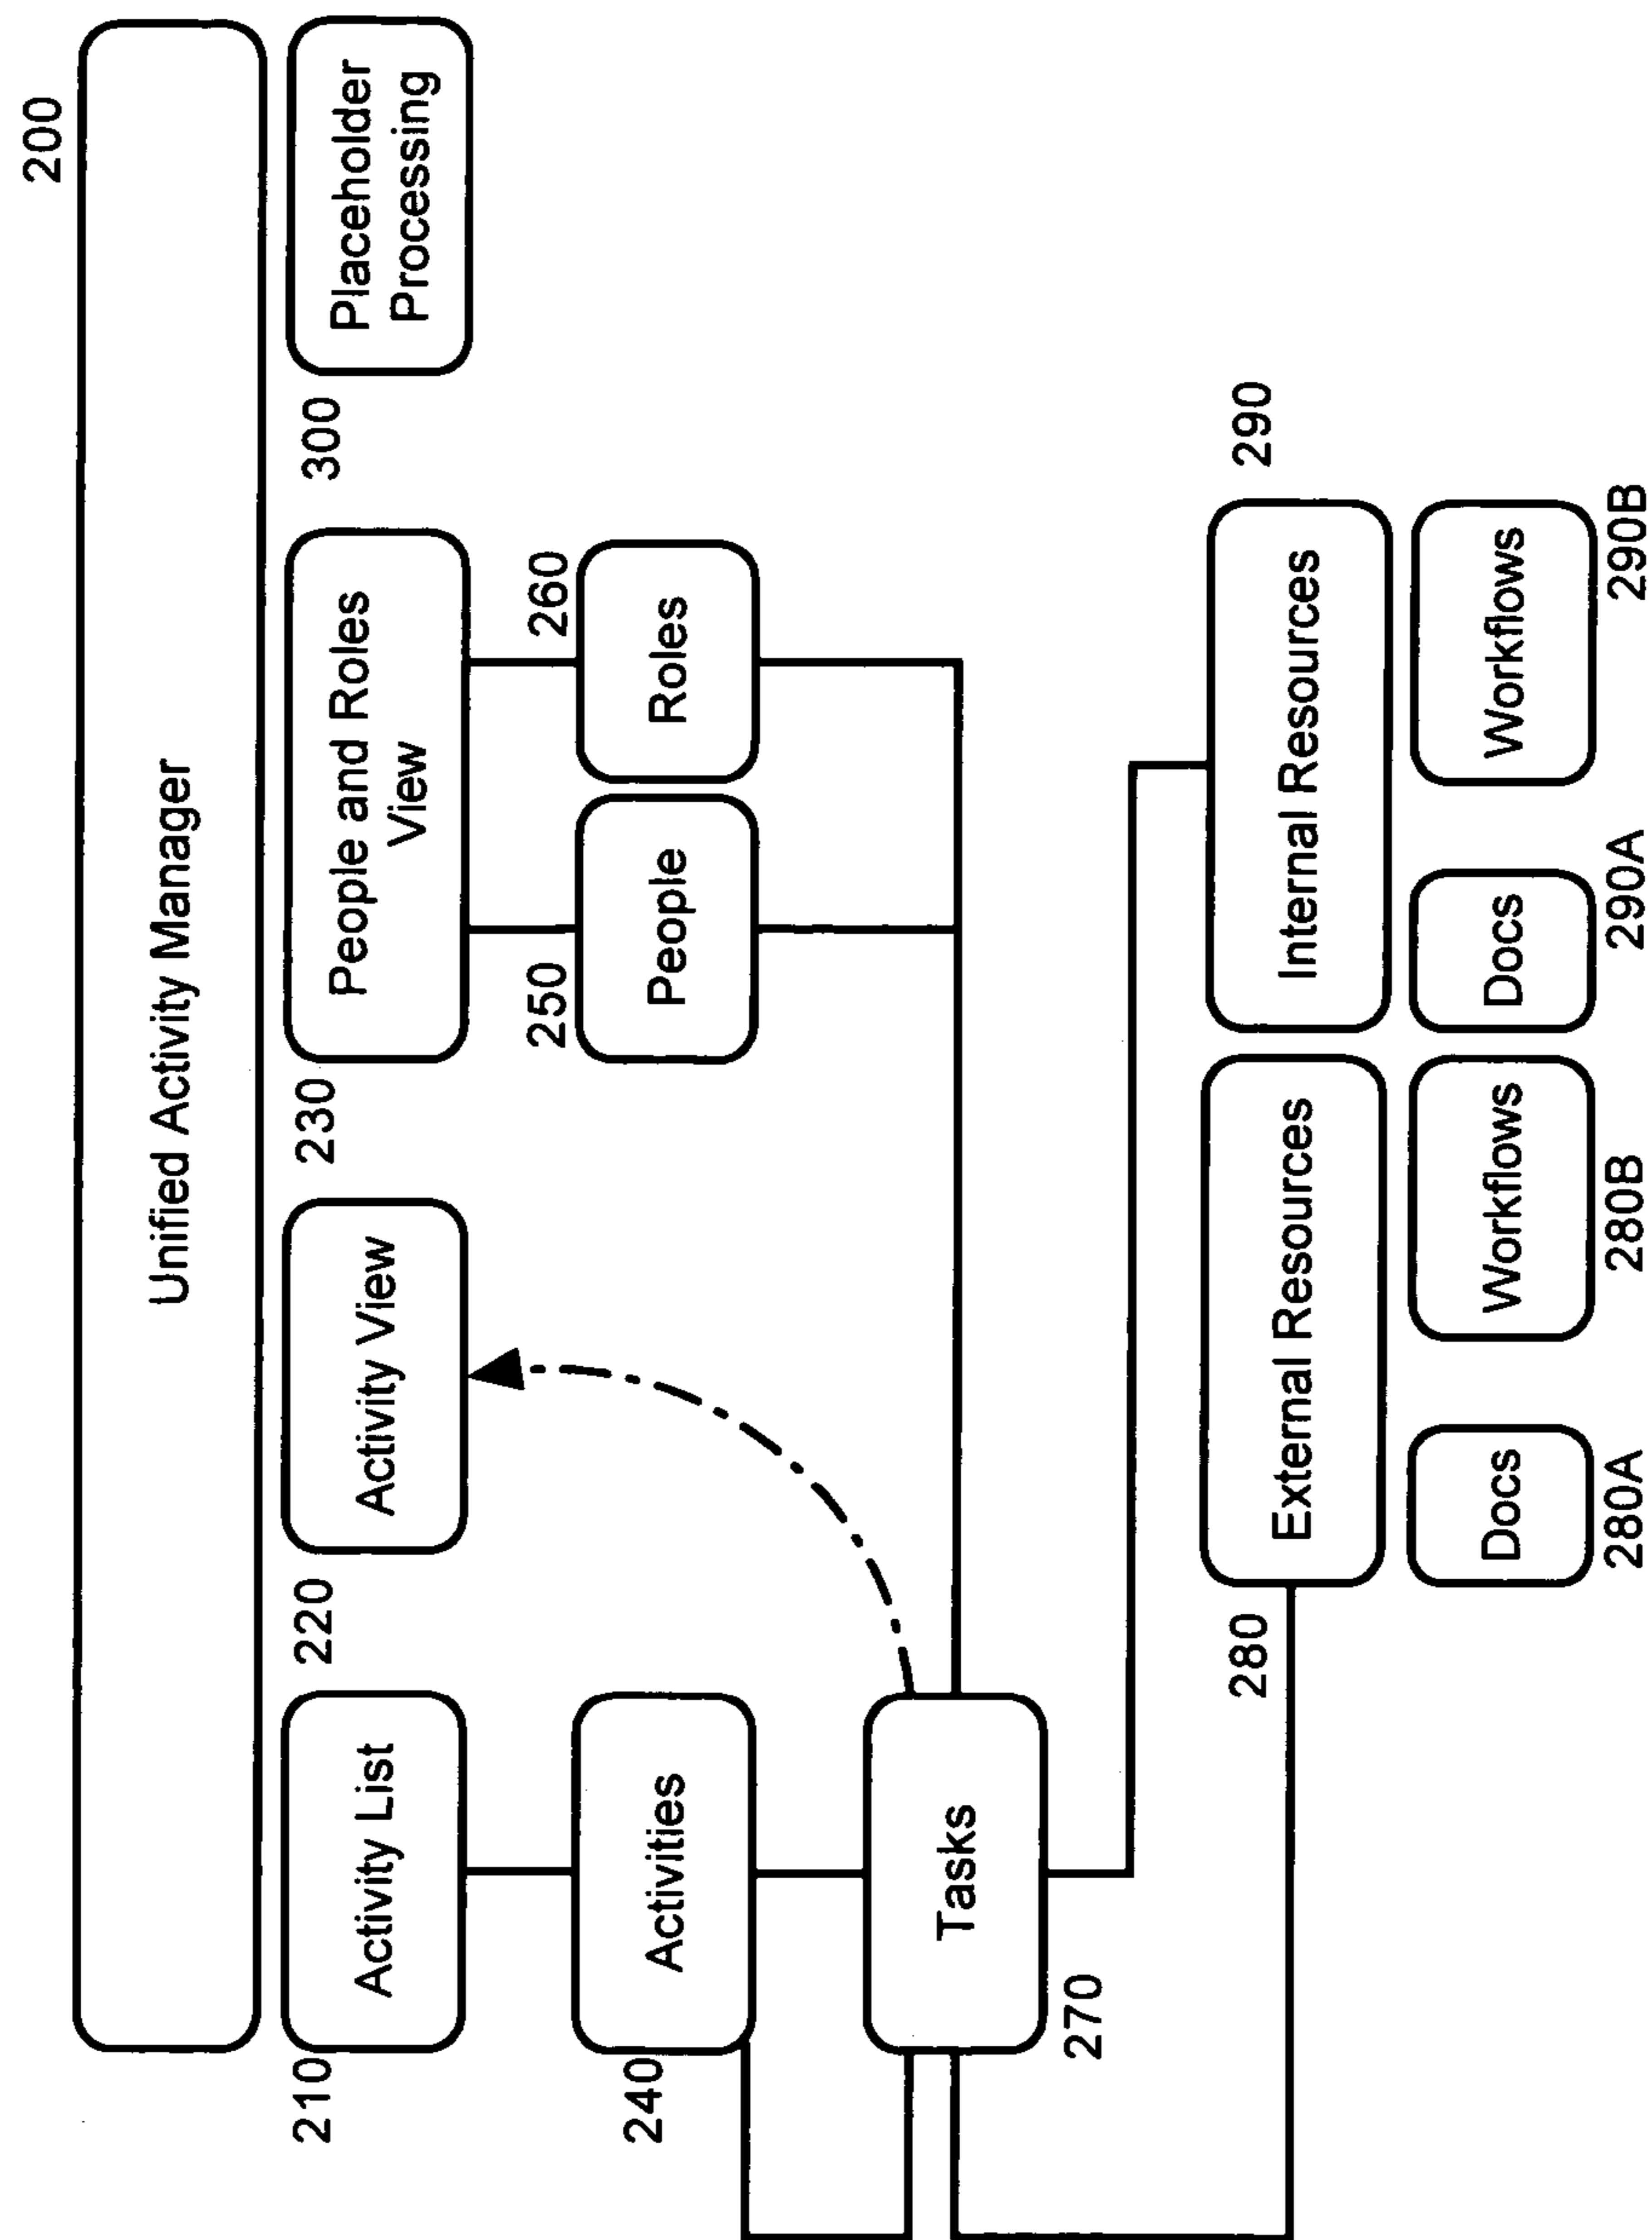 200
Unified Activity Manager
210
Activity List
220
Activity View
230
People and Roles
View
300
Placeholder
Processing
240
Activities
250
People
260
Roles
Tasks
270
280
External Resources
Internal Resources
290
Docs
Workflows
Docs
Workflows
280A
280B
290A
290B